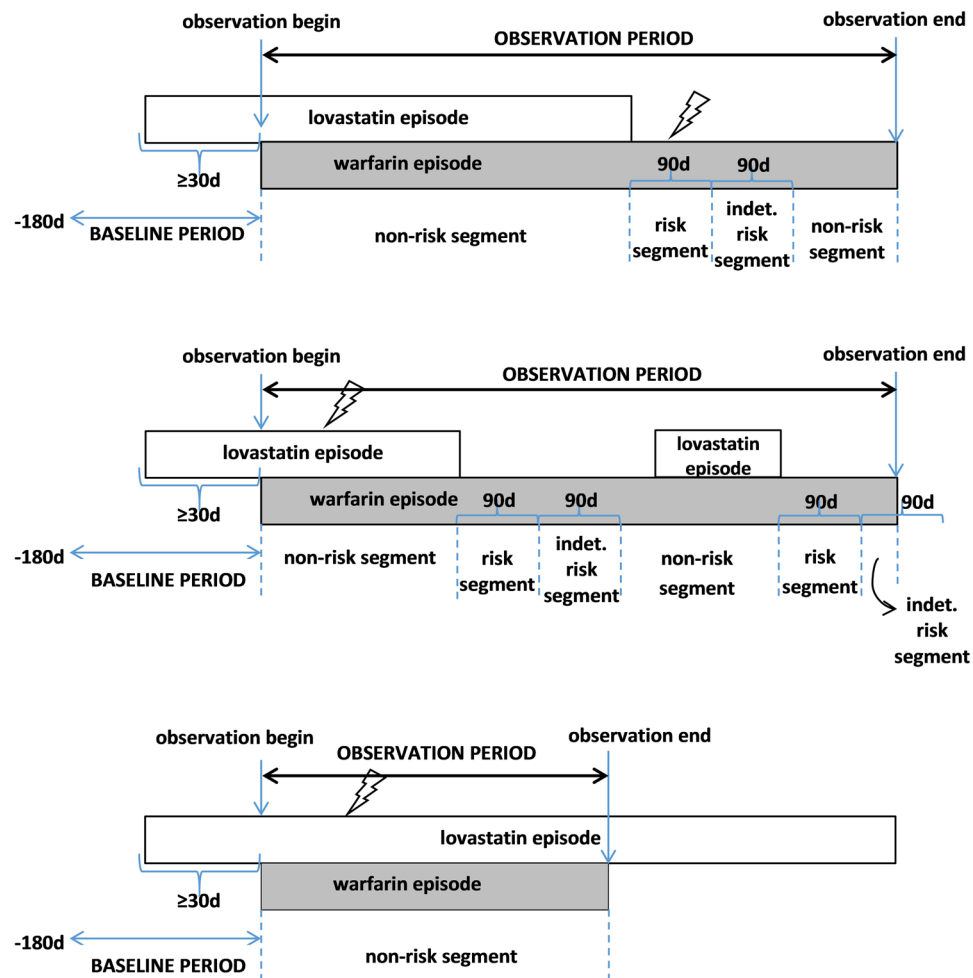 observation begin
observation end
OBSERVATION PERIOD
lovastatin episode
warfarin episode
90d
90d
≥30d
-180d
BASELINE PERIOD
non-risk segment
risk
segment
indet.
risk
segment
non-risk
segment
observation begin
observation end
OBSERVATION PERIOD
lovastatin episode
lovastatin
episode
warfarin episode
90d
90d
90d
90d
≥30d
-180d
BASELINE PERIOD
non-risk segment
risk
segment
indet.
risk
segment
non-risk
segment
risk
segment
indet.
risk
segment
observation begin
observation end
OBSERVATION PERIOD
lovastatin episode
warfarin episode
≥30d
-180d
BASELINE PERIOD
non-risk segment